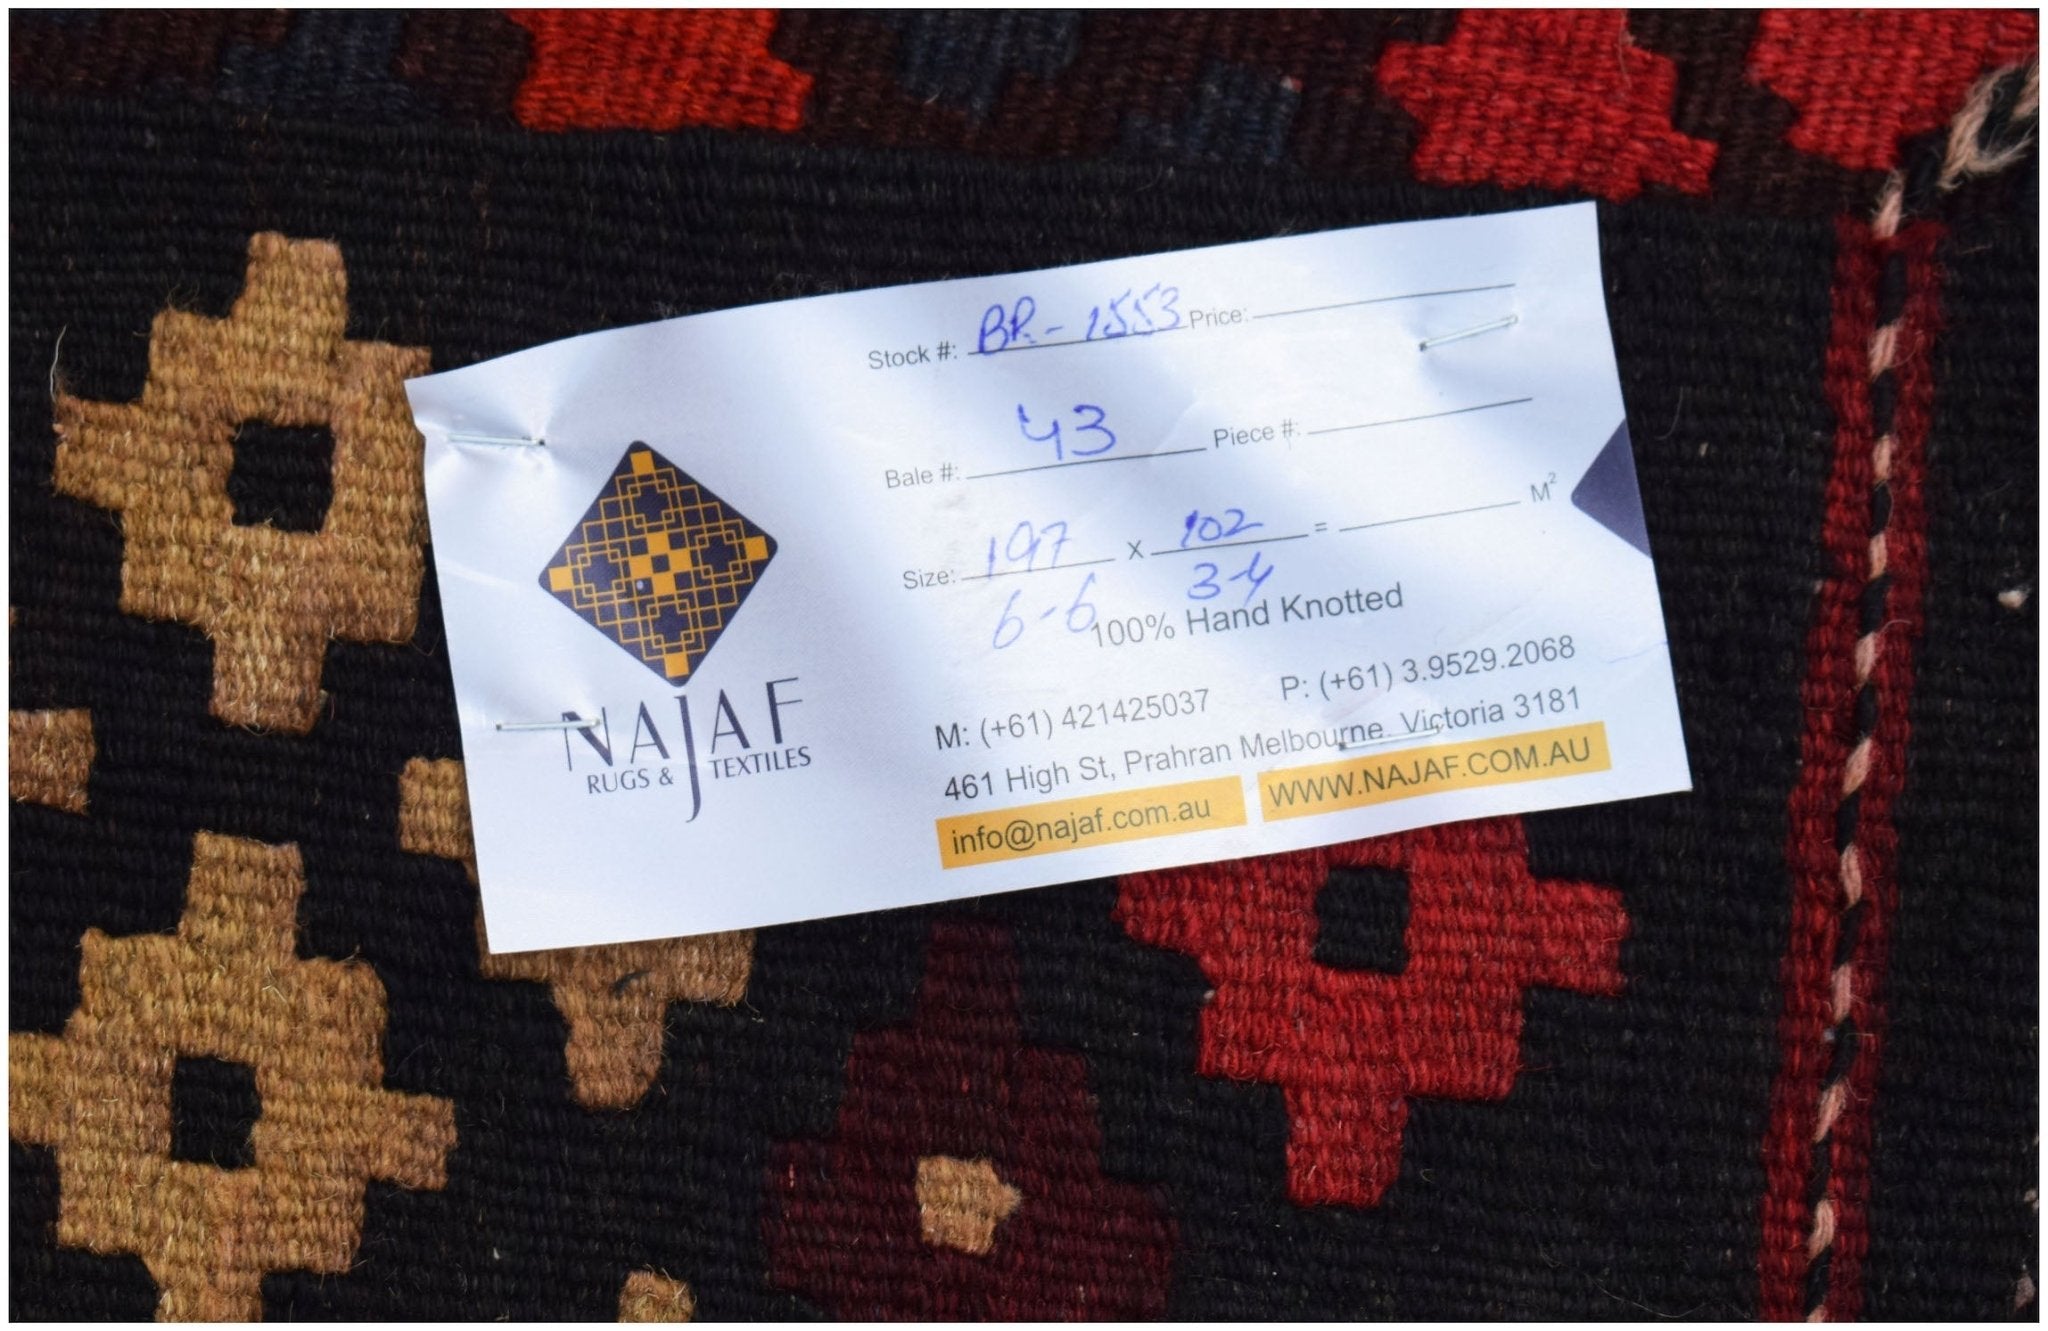 Stock #: BR-1553 Price:
Bale #: 43 Piece #:
Size: 197 x 102 = M²
6-6 3-4
100% Hand Knotted
M: (+61) 421425037 P: (+61) 3.9529.2068
461 High St, Prahran Melbourne, Victoria 3181
info@najaf.com.au WWW.NAJAF.COM.AU
NAJAF
RUGS & TEXTILES